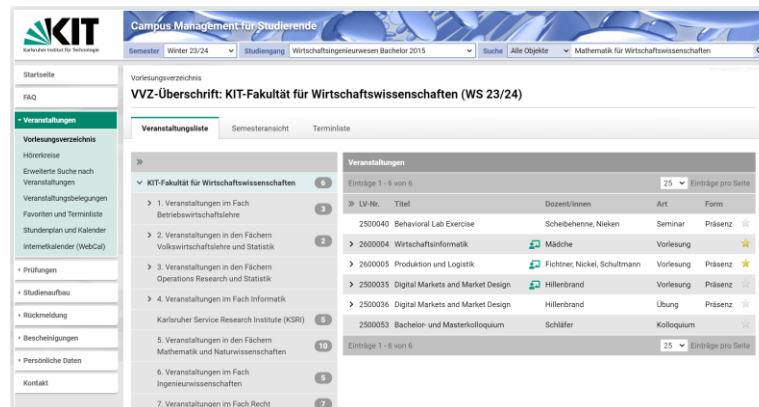 KIT
Karlsruher Institut für Technologie
Campus Management für Studierende
Semester Winter 23/24 Studiengang Wirtschaftsingenieurwesen Bachelor 2015 Suche Alle Objekte Mathematik für Wirtschaftswissenschaften
Startseite
FAQ
Veranstaltungen
Vorlesungsverzeichnis
Hörerkreise
Erweiterte Suche nach
Veranstaltungen
Veranstaltungsbelegungen
Favoriten und Terminliste
Stundenplan und Kalender
Internetkalender (WebCal)
Prüfungen
Studienaufbau
Rückmeldung
Bescheinigungen
Persönliche Daten
Kontakt
Vorlesungsverzeichnis
VVZ-Überschrift: KIT-Fakultät für Wirtschaftswissenschaften (WS 23/24)
Veranstaltungsliste Semesteransicht Terminliste
»
KIT-Fakultät für Wirtschaftswissenschaften 6
1. Veranstaltungen im Fach
Betriebswirtschaftslehre 3
2. Veranstaltungen in den Fächern
Volkswirtschaftslehre und Statistik 2
3. Veranstaltungen in den Fächern
Operations Research und Statistik
4. Veranstaltungen im Fach Informatik
Karlsruher Service Research Institute (KSRI) 5
5. Veranstaltungen in den Fächern
Mathematik und Naturwissenschaften 10
6. Veranstaltungen im Fach
Ingenieurwissenschaften 5
7. Veranstaltungen im Fach Recht 7
Veranstaltungen
Einträge 1 - 6 von 6 25 Einträge pro Seite
» LV-Nr. Titel Dozent/innen Art Form
2500040 Behavioral Lab Exercise Scheibehenne, Nieken Seminar Präsenz
2600004 Wirtschaftsinformatik Mädche Vorlesung
2600005 Produktion und Logistik Fichtner, Nickel, Schultmann Vorlesung Präsenz
2500035 Digital Markets and Market Design Hillenbrand Vorlesung Präsenz
2500036 Digital Markets and Market Design Hillenbrand Übung Präsenz
2500053 Bachelor- und Masterkolloquium Schläfer Kolloquium
Einträge 1 - 6 von 6 25 Einträge pro Seite